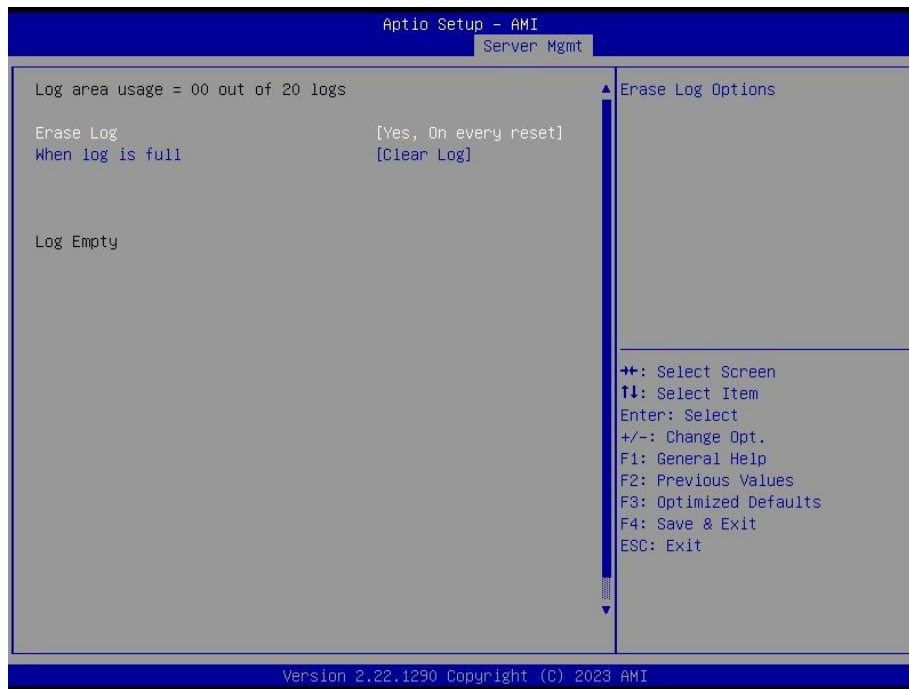 Aptio Setup – AMI
Server Mgmt
Log area usage = 00 out of 20 logs
Erase Log [Yes, On every reset]
When log is full [Clear Log]
Log Empty
Erase Log Options
→←: Select Screen
↑↓: Select Item
Enter: Select
+/-: Change Opt.
F1: General Help
F2: Previous Values
F3: Optimized Defaults
F4: Save & Exit
ESC: Exit
Version 2.22.1290 Copyright (C) 2023 AMI